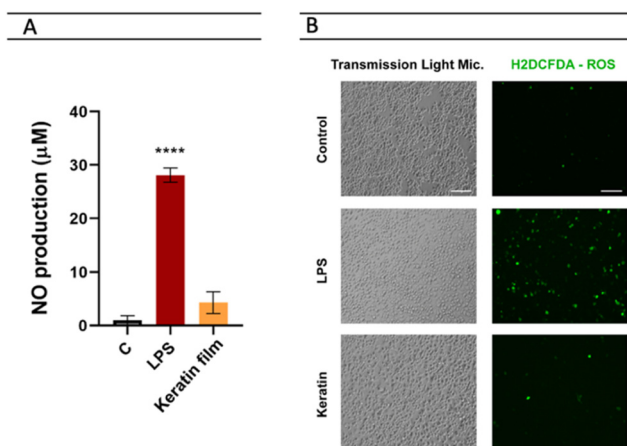 A
NO production (μM)
40
30
20
10
0
****
C
LPS
Keratin film
B
Transmission Light Mic.
H2DCFDA - ROS
Control
LPS
Keratin